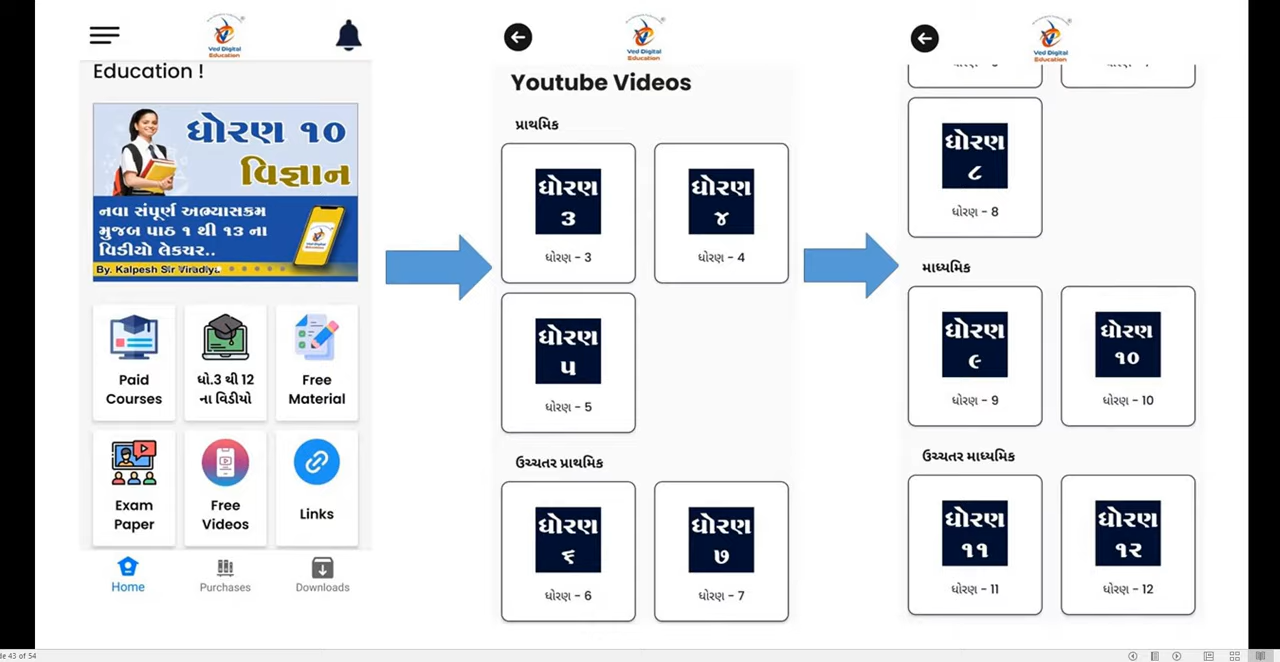 Ved Digital
Education
Education !
ધોરણ ૧૦
વિજ્ઞાન
નવા સંપૂર્ણ અભ્યાસક્રમ
મુજબ પાઠ ૧ થી ૧૩ ના
વિડીયો લેકચર..
By. Kalpesh Sir Viradiya
Paid
Courses
ધો.3 થી 12
ના વિડીયો
Free
Material
Exam
Paper
Free
Videos
Links
Home
Purchases
Downloads
Ved Digital
Education
Youtube Videos
પ્રાથમિક
ધોરણ
૩
ધોરણ - 3
ધોરણ
૪
ધોરણ - 4
ધોરણ
૫
ધોરણ - 5
ઉચ્ચતર પ્રાથમિક
ધોરણ
૬
ધોરણ - 6
ધોરણ
૭
ધોરણ - 7
Ved Digital
Education
ધોરણ
૮
ધોરણ - 8
માધ્યમિક
ધોરણ
૯
ધોરણ - 9
ધોરણ
૧૦
ધોરણ - 10
ઉચ્ચતર માધ્યમિક
ધોરણ
૧૧
ધોરણ - 11
ધોરણ
૧૨
ધોરણ - 12
43 of 54